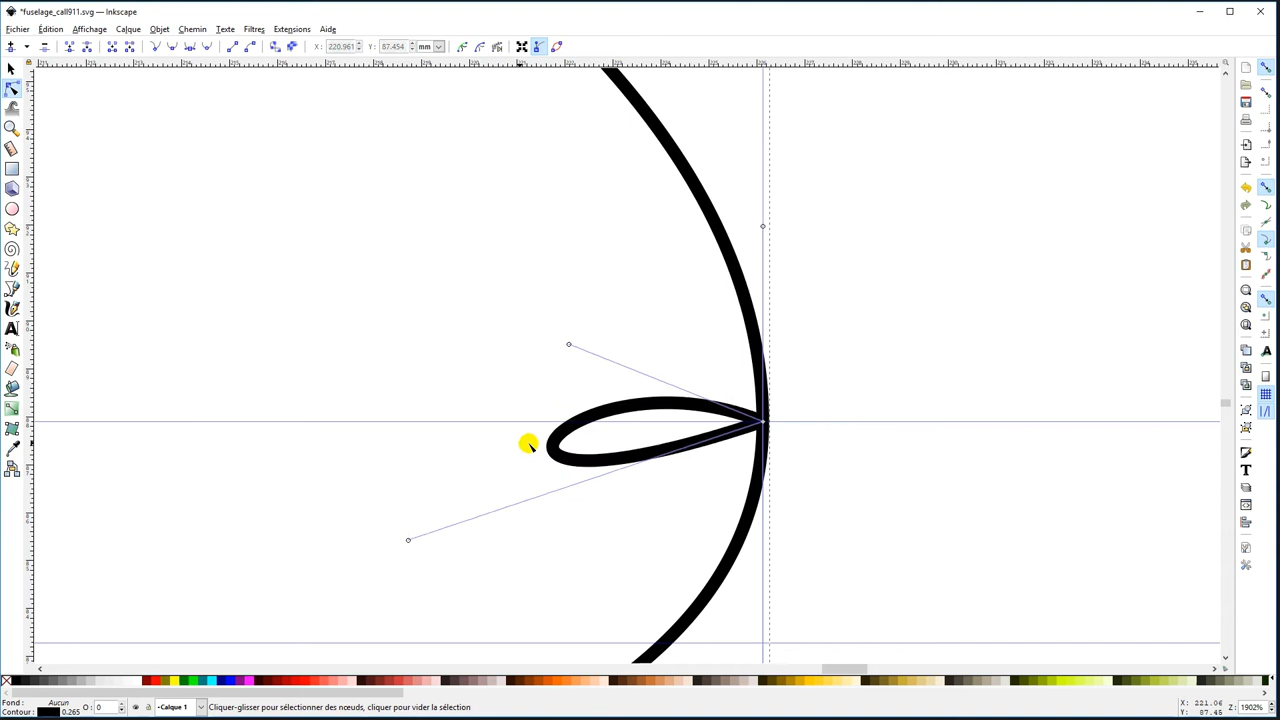 *fuselage_call911.svg — Inkscape
Fichier Édition Affichage Calque Objet Chemin Texte Filtres Extensions Aide
X: 220.961 Y: 87.454 mm
Fond : Aucun
Contour : 0.265
O: 0
•Calque 1
Cliquer-glisser pour sélectionner des nœuds, cliquer pour vider la sélection
X: 221.06
Y: 87.45
Z: 1902%